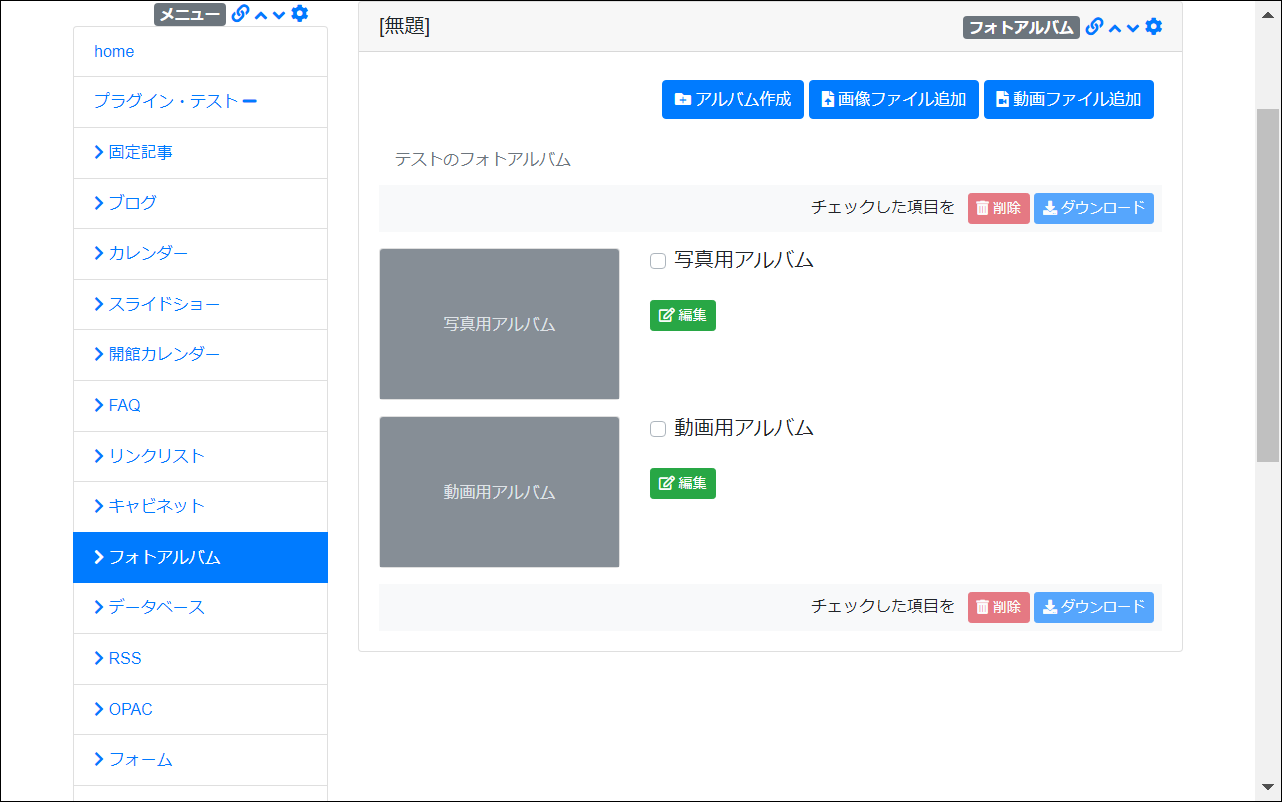 メニュー
home
プラグイン・テスト
固定記事
ブログ
カレンダー
スライドショー
開館カレンダー
FAQ
リンクリスト
キャビネット
フォトアルバム
データベース
RSS
OPAC
フォーム
[無題]
フォトアルバム
アルバム作成 画像ファイル追加 動画ファイル追加
テストのフォトアルバム
チェックした項目を 削除 ダウンロード
写真用アルバム
写真用アルバム
編集
動画用アルバム
動画用アルバム
編集
チェックした項目を 削除 ダウンロード